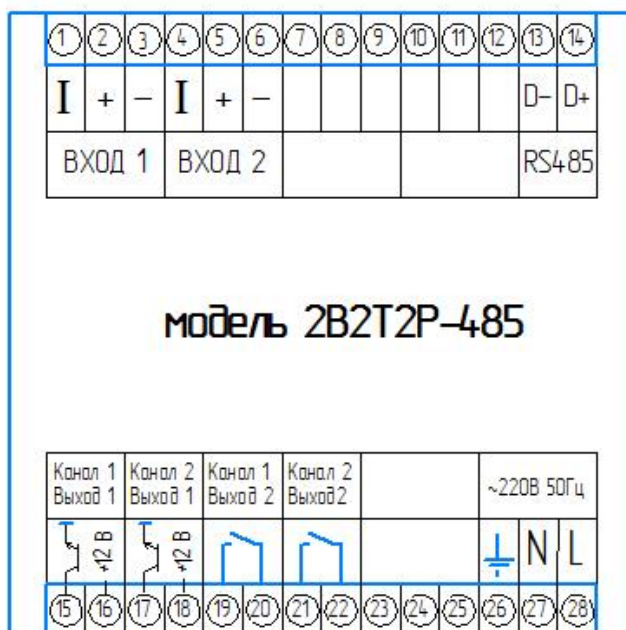 1 2 3 4 5 6 7 8 9 10 11 12 13 14
I + − I + − D− D+
ВХОД 1 ВХОД 2 RS485
модель 2В2Т2Р–485
Канал 1 Канал 2 Канал 1 Канал 2
Выход 1 Выход 1 Выход 2 Выход2
~220В 50Гц
+12 В +12 В N L
15 16 17 18 19 20 21 22 23 24 25 26 27 28